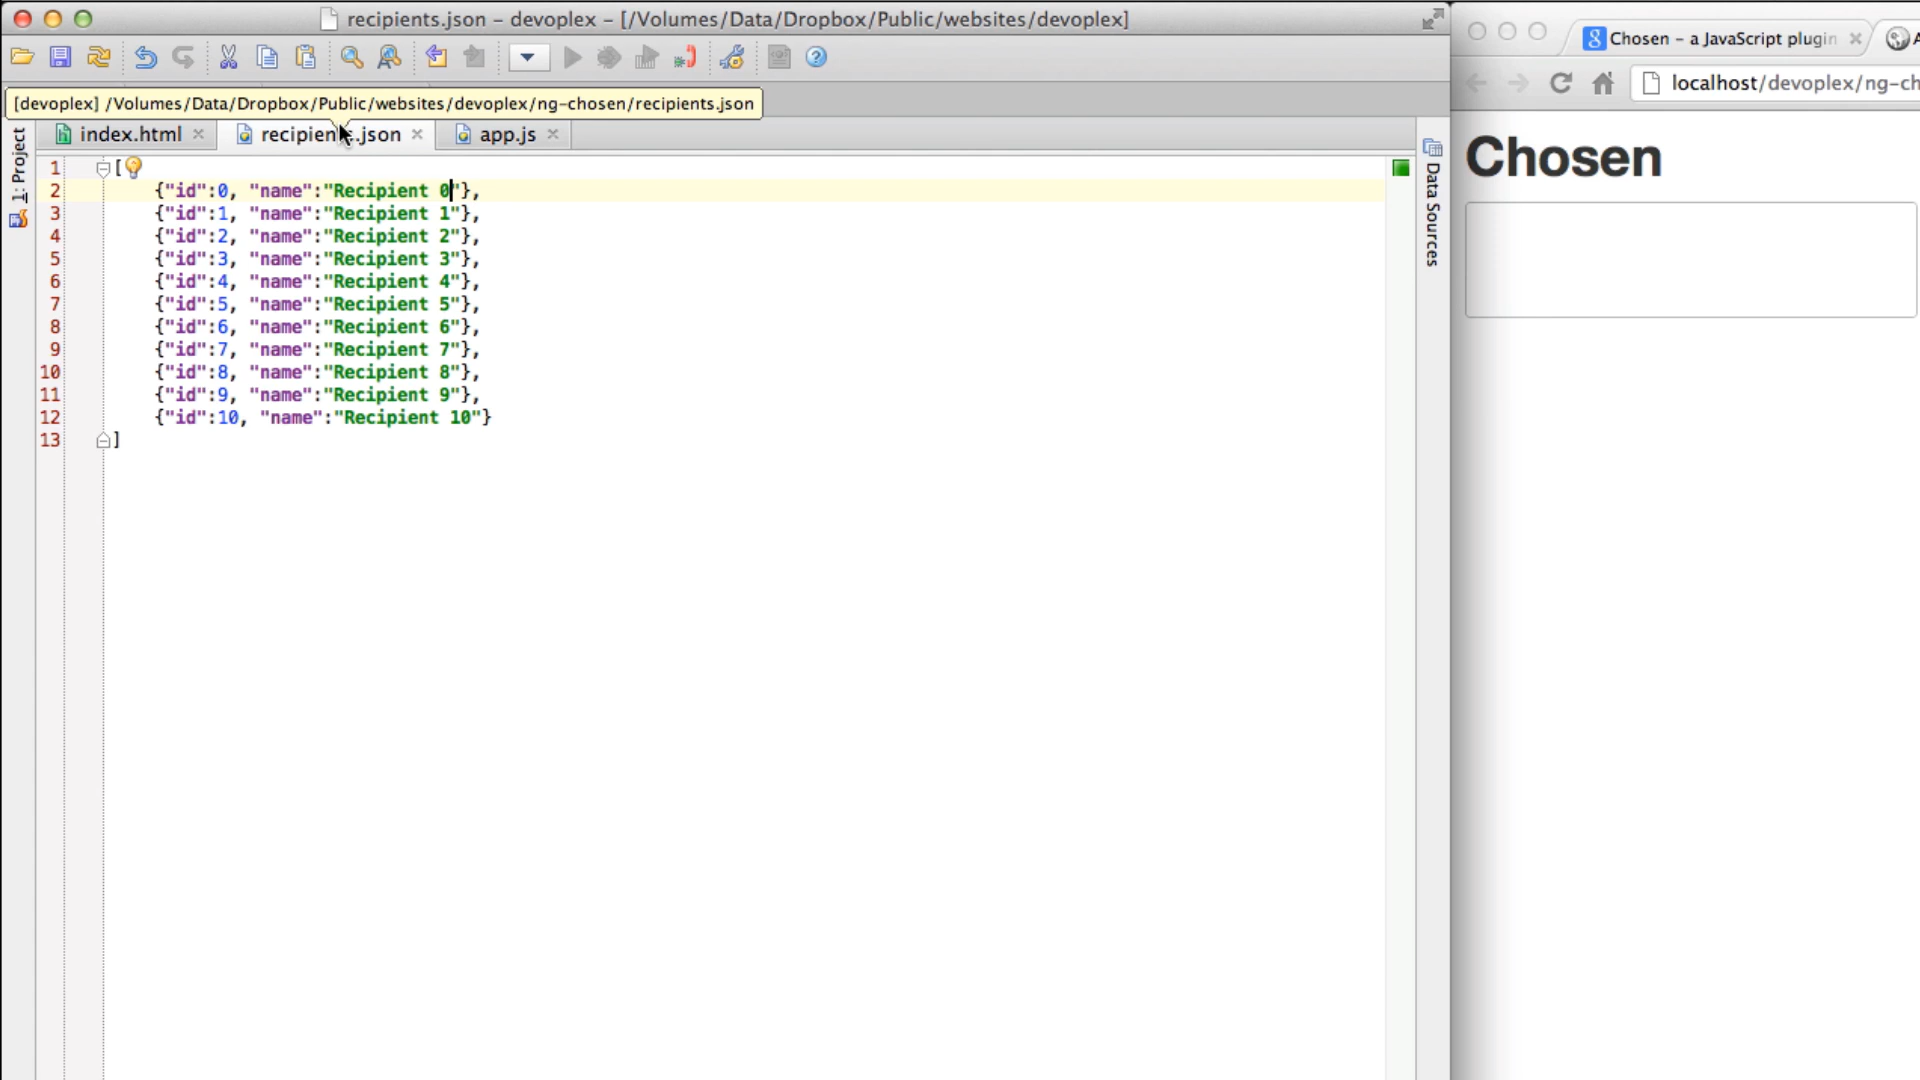 recipients.json – devoplex – [/Volumes/Data/Dropbox/Public/websites/devoplex]
[devoplex] /Volumes/Data/Dropbox/Public/websites/devoplex/ng-chosen/recipients.json
index.html
recipients.json
app.js
1: Project
1 [
2 {"id":0, "name":"Recipient 0"},
3 {"id":1, "name":"Recipient 1"},
4 {"id":2, "name":"Recipient 2"},
5 {"id":3, "name":"Recipient 3"},
6 {"id":4, "name":"Recipient 4"},
7 {"id":5, "name":"Recipient 5"},
8 {"id":6, "name":"Recipient 6"},
9 {"id":7, "name":"Recipient 7"},
10 {"id":8, "name":"Recipient 8"},
11 {"id":9, "name":"Recipient 9"},
12 {"id":10, "name":"Recipient 10"}
13 ]
Data Sources
Chosen – a JavaScript plugin
A
localhost/devoplex/ng-ch
Chosen